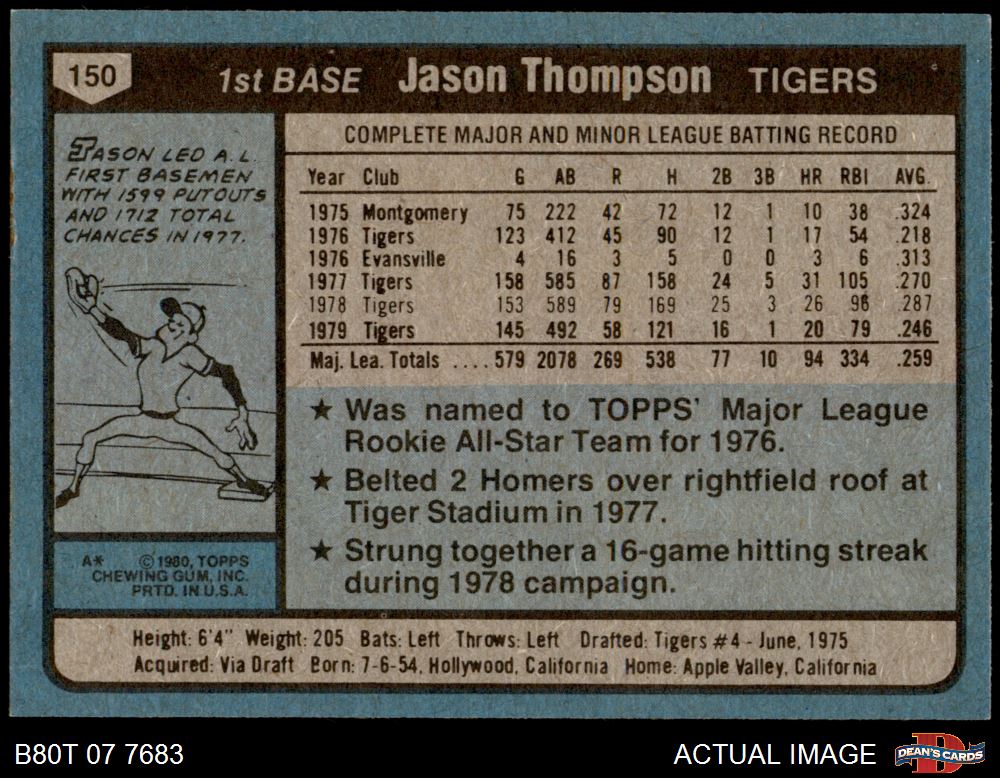 150 1st BASE Jason Thompson TIGERS
JASON LED A.L.
FIRST BASEMEN
WITH 1599 PUTOUTS
AND 1712 TOTAL
CHANCES IN 1977.
A* ©1980, TOPPS
CHEWING GUM, INC.
PRTD. IN U.S.A.
COMPLETE MAJOR AND MINOR LEAGUE BATTING RECORD
Year Club G AB R H 2B 3B HR RBI AVG.
1975 Montgomery 75 222 42 72 12 1 10 38 .324
1976 Tigers 123 412 45 90 12 1 17 54 .218
1976 Evansville 4 16 3 5 0 0 3 6 .313
1977 Tigers 158 585 87 158 24 5 31 105 .270
1978 Tigers 153 589 79 169 25 3 26 96 .287
1979 Tigers 145 492 58 121 16 1 20 79 .246
Maj. Lea. Totals .... 579 2078 269 538 77 10 94 334 .259
★ Was named to TOPPS' Major League
Rookie All-Star Team for 1976.
★ Belted 2 Homers over rightfield roof at
Tiger Stadium in 1977.
★ Strung together a 16-game hitting streak
during 1978 campaign.
Height: 6'4" Weight: 205 Bats: Left Throws: Left Drafted: Tigers #4 - June, 1975
Acquired: Via Draft Born: 7-6-54, Hollywood, California Home: Apple Valley, California
B80T 07 7683 ACTUAL IMAGE DEAN'S CARDS